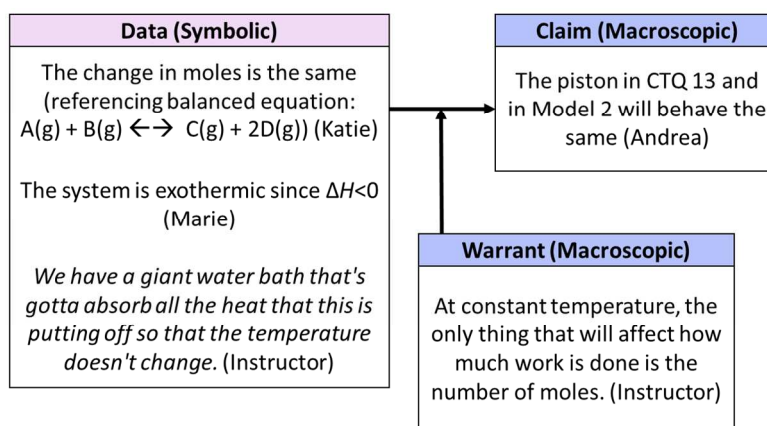 Data (Symbolic)
The change in moles is the same
(referencing balanced equation:
A(g) + B(g) ←→ C(g) + 2D(g)) (Katie)
The system is exothermic since ΔH<0
(Marie)
We have a giant water bath that's
gotta absorb all the heat that this is
putting off so that the temperature
doesn't change. (Instructor)
Claim (Macroscopic)
The piston in CTQ 13 and
in Model 2 will behave the
same (Andrea)
Warrant (Macroscopic)
At constant temperature, the
only thing that will affect how
much work is done is the
number of moles. (Instructor)